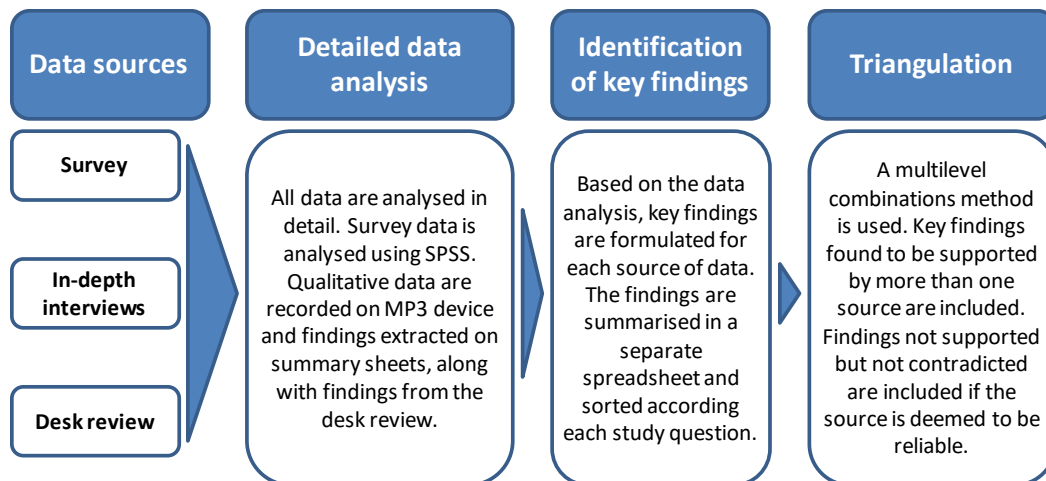 Data sources
Detailed data
analysis
Identification
of key findings
Triangulation
Survey
In-depth
interviews
Desk review
All data are analysed in
detail. Survey data is
analysed using SPSS.
Qualitative data are
recorded on MP3 device
and findings extracted on
summary sheets, along
with findings from the
desk review.
Based on the data
analysis, key findings
are formulated for
each source of data.
The findings are
summarised in a
separate
spreadsheet and
sorted according
each study question.
A multilevel
combinations method
is used. Key findings
found to be supported
by more than one
source are included.
Findings not supported
but not contradicted
are included if the
source is deemed to be
reliable.